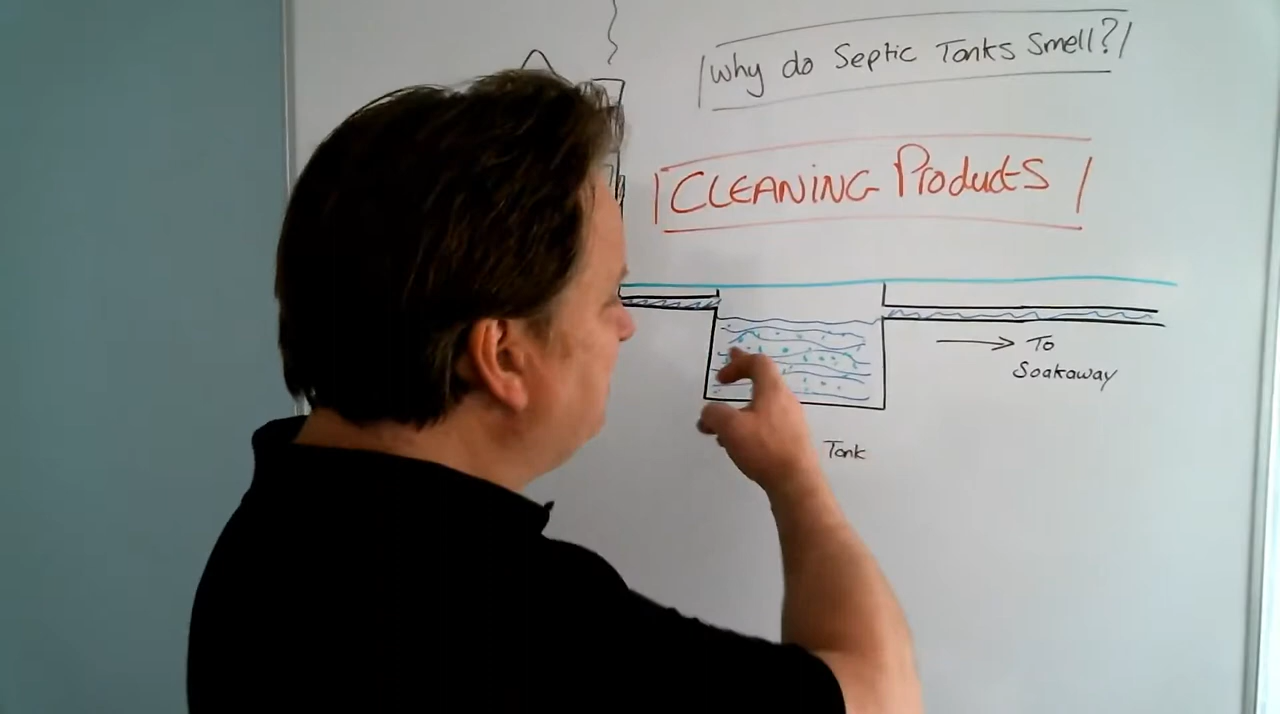 Why do Septic Tanks Smell?
CLEANING Products
To
Soakaway
Tank